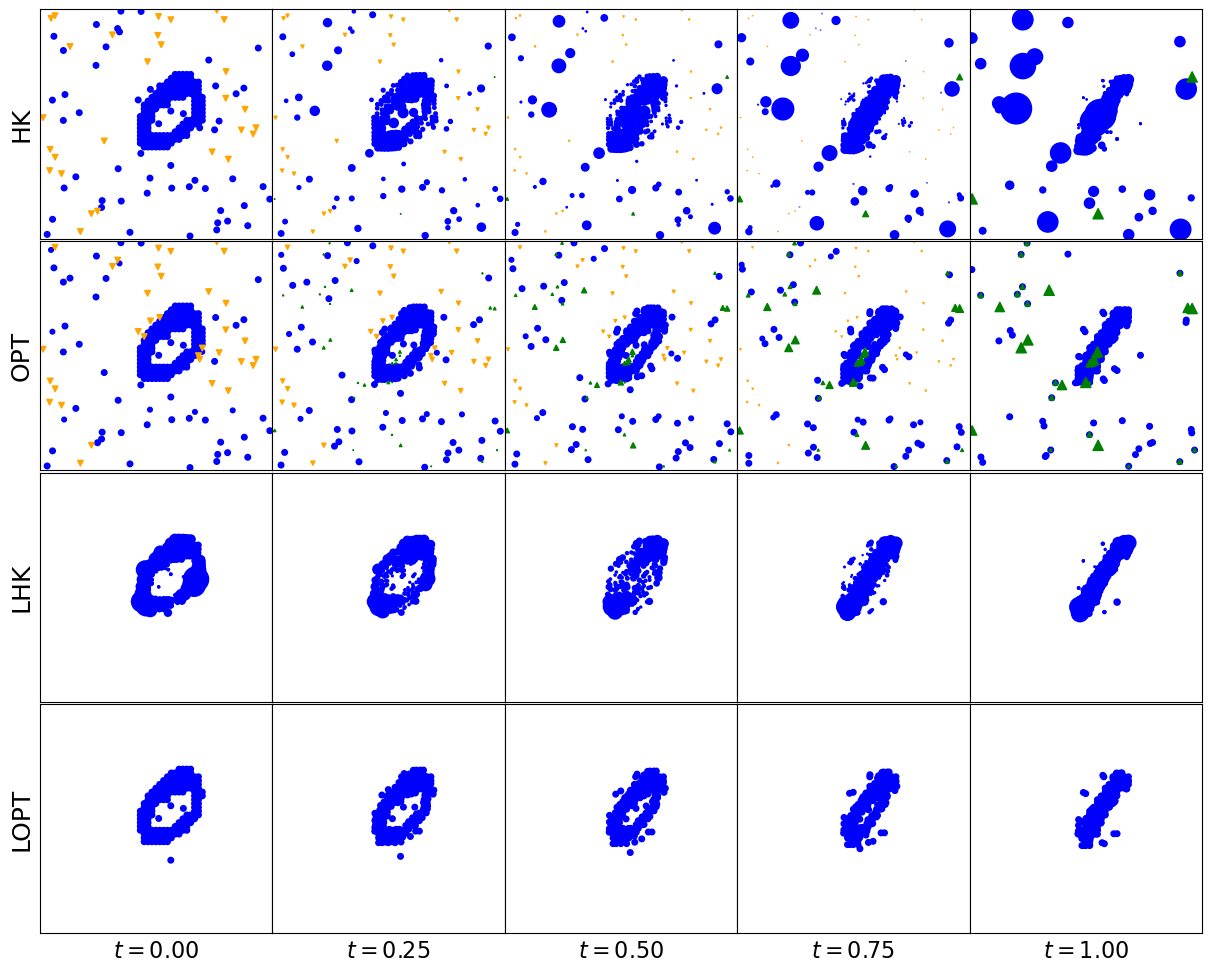 HK
OPT
LHK
LOPT
t = 0.00
t = 0.25
t = 0.50
t = 0.75
t = 1.00